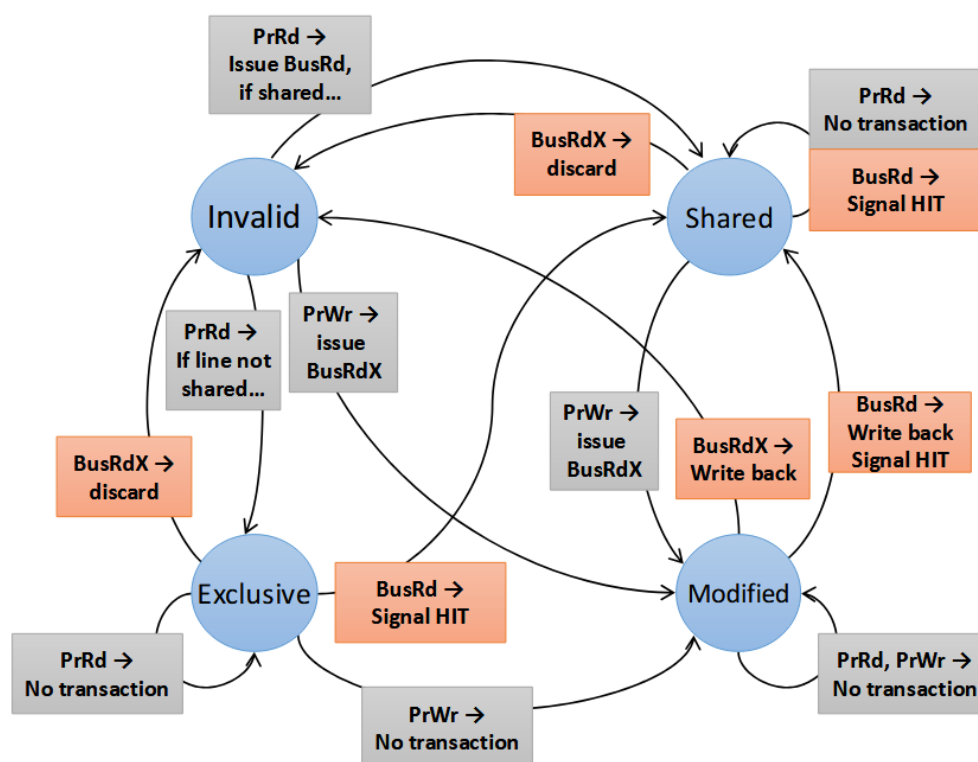 PrRd →
Issue BusRd,
if shared...
PrRd →
No transaction
BusRdX →
discard
BusRd →
Signal HIT
Invalid
Shared
PrRd →
If line not
shared...
PrWr →
issue
BusRdX
PrWr →
issue
BusRdX
BusRdX →
Write back
BusRd →
Write back
Signal HIT
BusRdX →
discard
Exclusive
BusRd →
Signal HIT
Modified
PrRd →
No transaction
PrWr →
No transaction
PrRd, PrWr →
No transaction